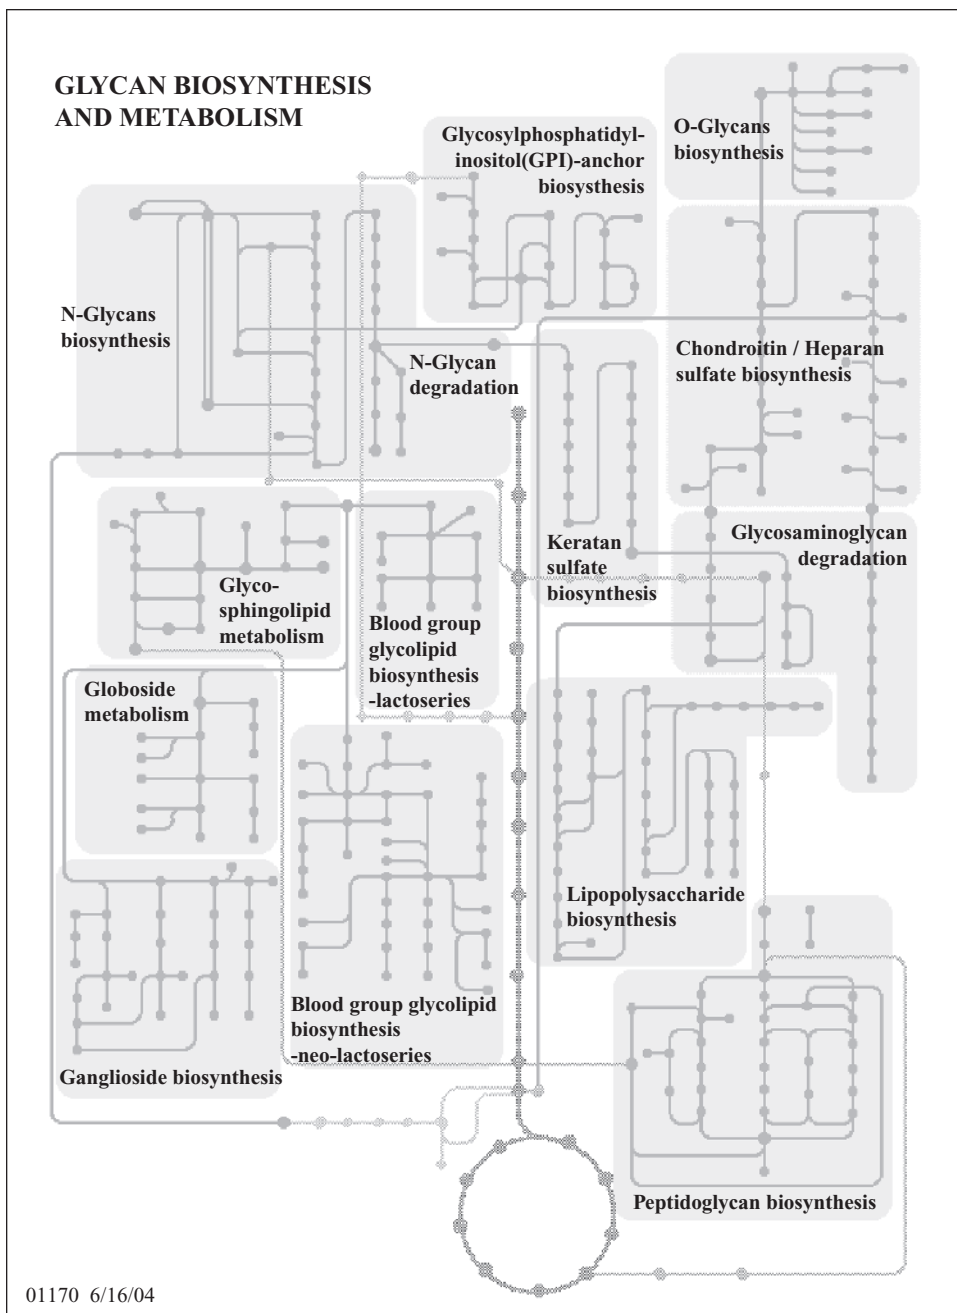 GLYCAN BIOSYNTHESIS
AND METABOLISM
O-Glycans
biosynthesis
Glycosylphosphatidyl-
inositol(GPI)-anchor
biosysthesis
N-Glycans
biosynthesis
N-Glycan
degradation
Chondroitin / Heparan
sulfate biosynthesis
Keratan
sulfate
biosynthesis
Glycosaminoglycan
degradation
Glyco-
sphingolipid
metabolism
Blood group
glycolipid
biosynthesis
-lactoseries
Globoside
metabolism
Lipopolysaccharide
biosynthesis
Blood group glycolipid
biosynthesis
-neo-lactoseries
Ganglioside biosynthesis
Peptidoglycan biosynthesis
01170 6/16/04